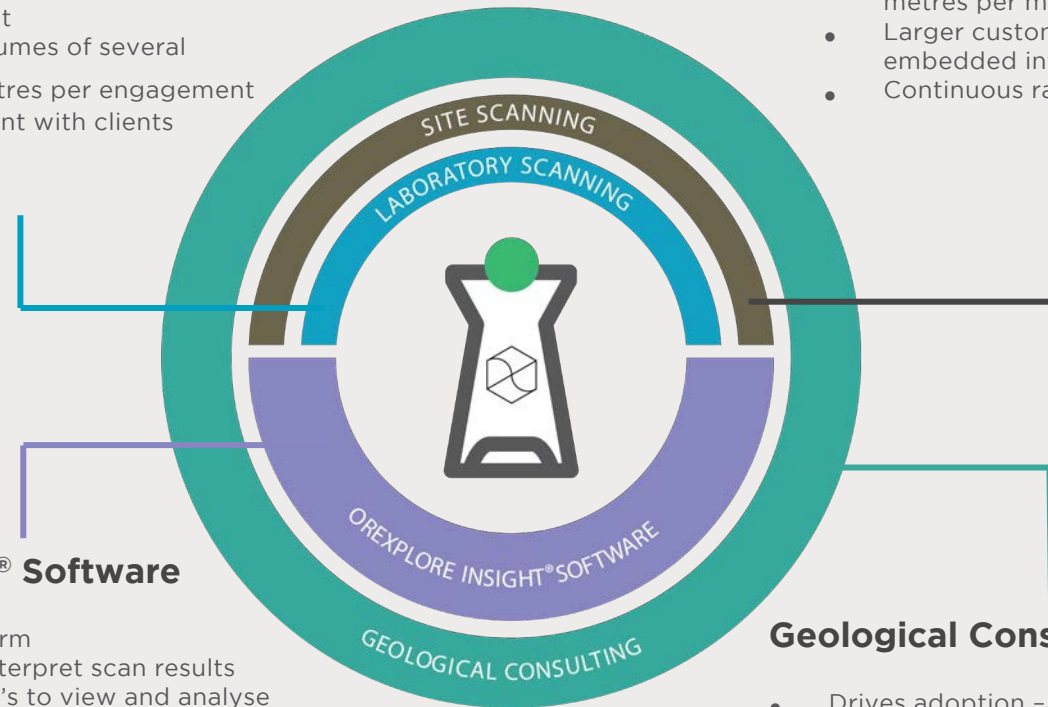 t
umes of several
tres per engagement
nt with clients
metres per m
Larger custom
embedded in
Continuous ra
SITE SCANNING
LABORATORY SCANNING
OREXPLORE INSIGHT® SOFTWARE
GEOLOGICAL CONSULTING
® Software
rm
terpret scan results
's to view and analyse
Geological Cons
Drives adoption –